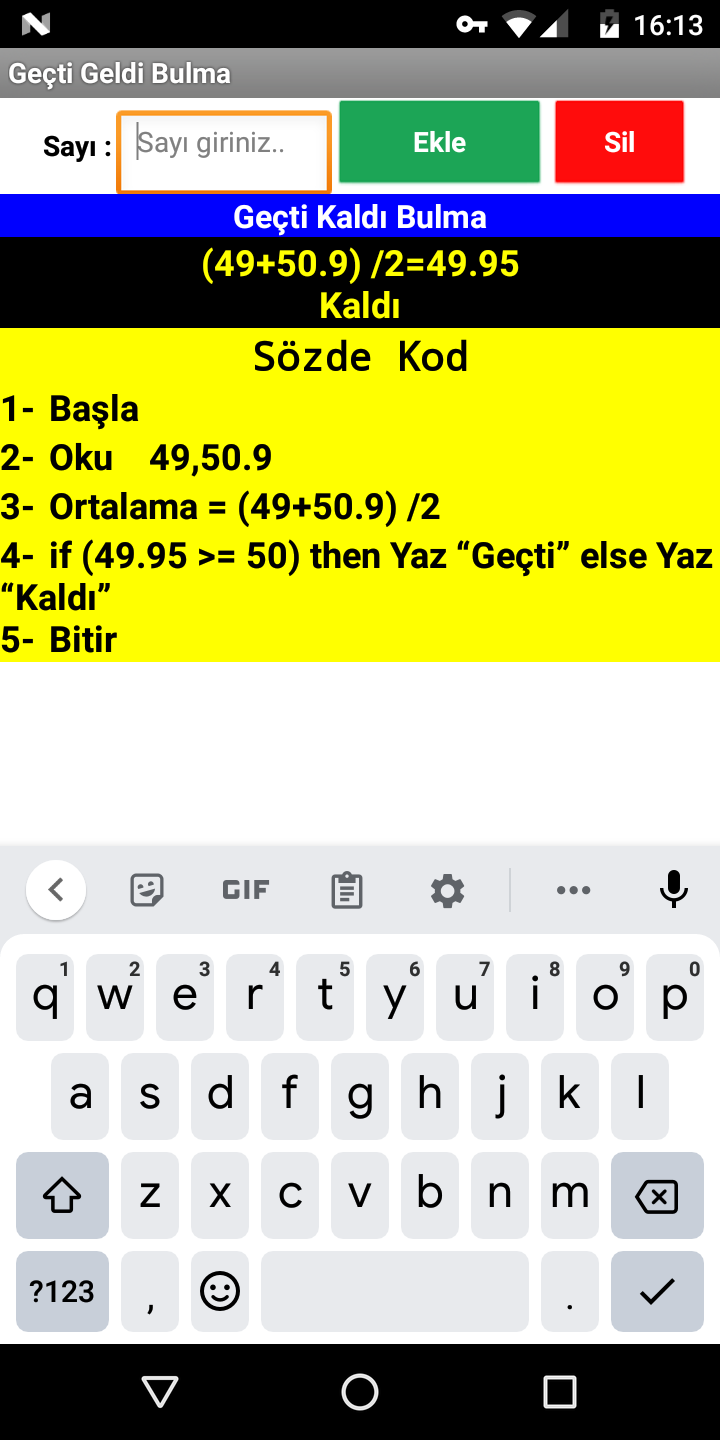 16:13
Geçti Geldi Bulma
Sayı : Sayı giriniz.. Ekle Sil
Geçti Kaldı Bulma
(49+50.9) /2=49.95
Kaldı
Sözde Kod
1- Başla
2- Oku 49,50.9
3- Ortalama = (49+50.9) /2
4- if (49.95 >= 50) then Yaz “Geçti” else Yaz
“Kaldı”
5- Bitir
GIF
1 2 3 4 5 6 7 8 9 0
q w e r t y u i o p
a s d f g h j k l
z x c v b n m
?123 , .